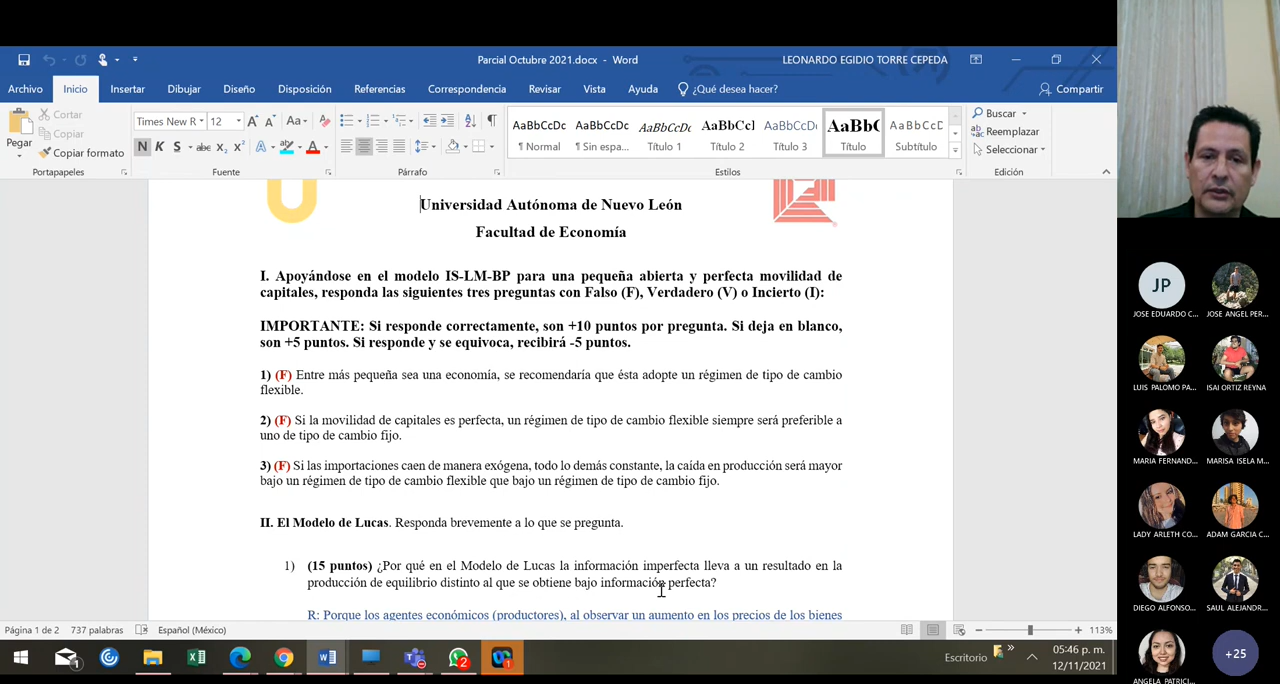 Parcial Octubre 2021.docx - Word
LEONARDO EGIDIO TORRE CEPEDA
Archivo Inicio Insertar Dibujar Diseño Disposición Referencias Correspondencia Revisar Vista Ayuda ¿Qué desea hacer? Compartir
Pegar
Cortar
Copiar
Copiar formato
Portapapeles
Times New R 12
N K S abc X₂ X²
Fuente
Párrafo
AaBbCcDc AaBbCcDc AaBbCcDc AaBbCcI AaBbCcDı AaBb( AaBbCcD
¶ Normal ¶ Sin espa... Título 1 Título 2 Título 3 Título Subtítulo
Estilos
Buscar
Reemplazar
Seleccionar
Edición
Universidad Autónoma de Nuevo León
Facultad de Economía
I. Apoyándose en el modelo IS-LM-BP para una pequeña abierta y perfecta movilidad de
capitales, responda las siguientes tres preguntas con Falso (F), Verdadero (V) o Incierto (I):
IMPORTANTE: Si responde correctamente, son +10 puntos por pregunta. Si deja en blanco,
son +5 puntos. Si responde y se equivoca, recibirá -5 puntos.
1) (F) Entre más pequeña sea una economía, se recomendaría que ésta adopte un régimen de tipo de cambio
flexible.
2) (F) Si la movilidad de capitales es perfecta, un régimen de tipo de cambio flexible siempre será preferible a
uno de tipo de cambio fijo.
3) (F) Si las importaciones caen de manera exógena, todo lo demás constante, la caída en producción será mayor
bajo un régimen de tipo de cambio flexible que bajo un régimen de tipo de cambio fijo.
II. El Modelo de Lucas. Responda brevemente a lo que se pregunta.
1) (15 puntos) ¿Por qué en el Modelo de Lucas la información imperfecta lleva a un resultado en la
producción de equilibrio distinto al que se obtiene bajo información perfecta?
R: Porque los agentes económicos (productores), al observar un aumento en los precios de los bienes
Página 1 de 2 737 palabras Español (México) 113%
Escritorio
05:46 p. m.
12/11/2021
JP
JOSE EDUARDO C... JOSE ANGEL PER...
LUIS PALOMO PA... ISAI ORTIZ REYNA
MARIA FERNAND... MARISA ISELA M...
LADY ARLETH CO... ADAM GARCIA C...
DIEGO ALFONSO... SAUL ALEJANDR...
ANGELA PATRICI...
+25